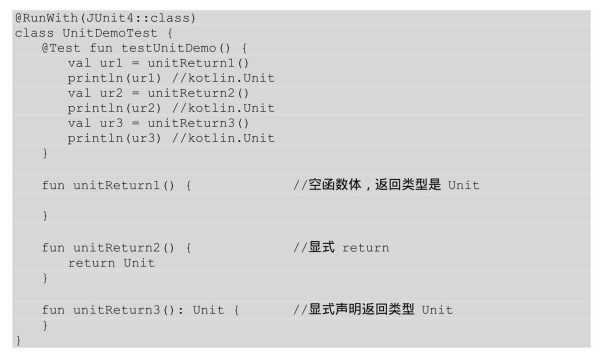 @RunWith(JUnit4::class)
class UnitDemoTest {
    @Test fun testUnitDemo() {
        val ur1 = unitReturn1()
        println(ur1) //kotlin.Unit
        val ur2 = unitReturn2()
        println(ur2) //kotlin.Unit
        val ur3 = unitReturn3()
        println(ur3) //kotlin.Unit
    }
    fun unitReturn1() {            //空函数体，返回类型是 Unit
    }
    fun unitReturn2() {            //显式 return
        return Unit
    }
    fun unitReturn3(): Unit {      //显式声明返回类型 Unit
    }
}